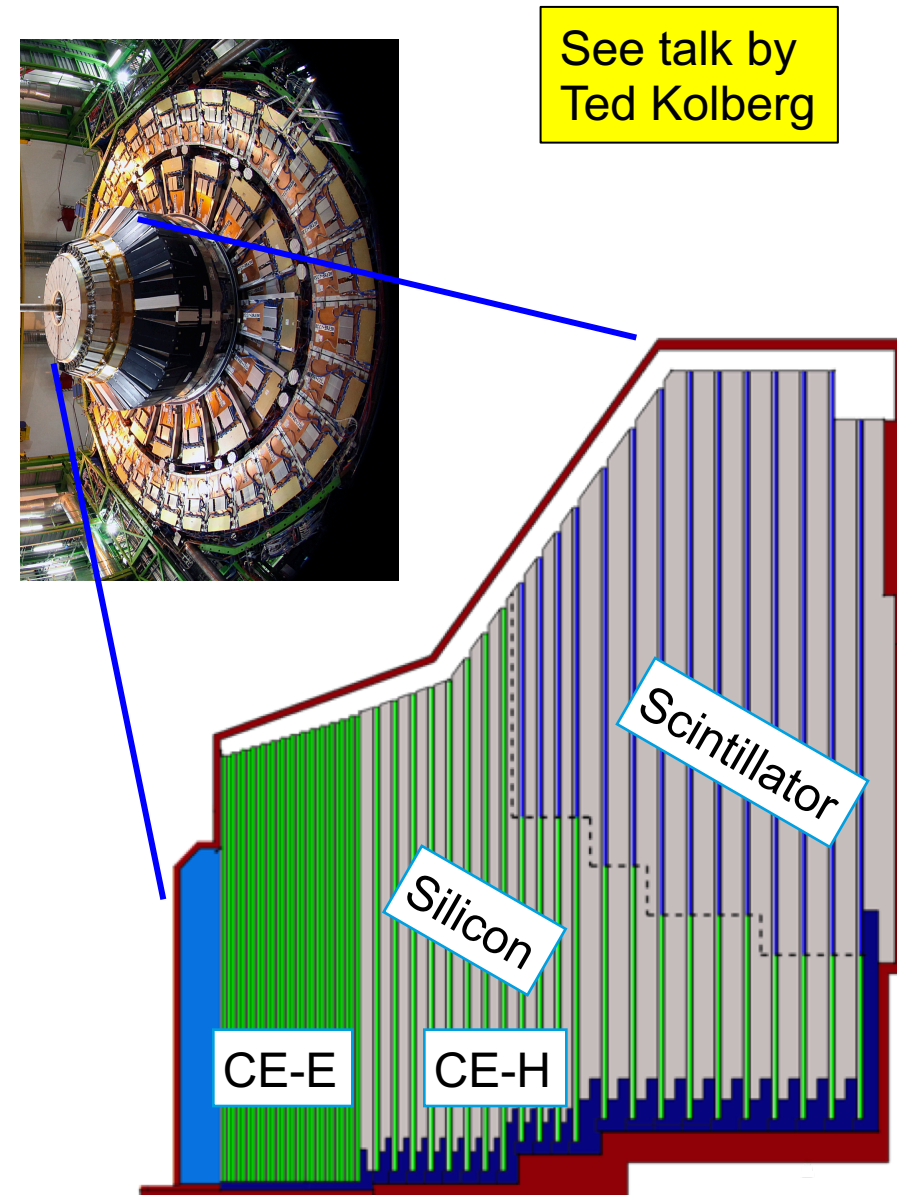 See talk by
Ted Kolberg
Scintillator
Silicon
CE-E
CE-H